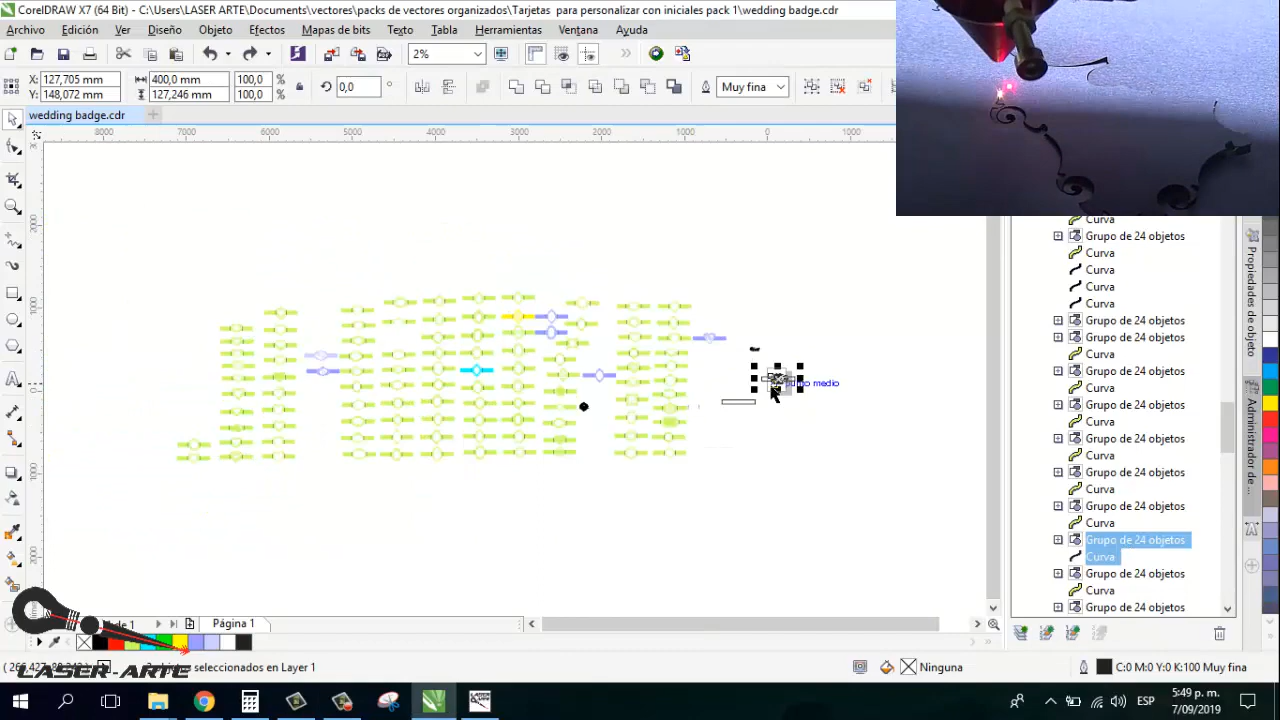 CorelDRAW X7 (64 Bit) - C:\Users\LASER ARTE\Documents\vectores\packs de vectores organizados\Tarjetas para personalizar con iniciales pack 1\wedding badge.cdr
Archivo Edición Ver Diseño Objeto Efectos Mapas de bits Texto Tabla Herramientas Ventana Ayuda
2%
X: 127,705 mm 400,0 mm 100,0 % 0,0 ° Muy fina
Y: 148,072 mm 127,246 mm 100,0 %
wedding badge.cdr
8000 7000 6000 5000 4000 3000 2000 1000 0 1000
Curva
Grupo de 24 objetos
Curva
Curva
Curva
Curva
Grupo de 24 objetos
Grupo de 24 objetos
Curva
Grupo de 24 objetos
Curva
Grupo de 24 objetos
Curva
Grupo de 24 objetos
Curva
Grupo de 24 objetos
Curva
Grupo de 24 objetos
Curva
Grupo de 24 objetos
Curva
Grupo de 24 objetos
Curva
Grupo de 24 objetos
medio
Propiedades de objeto
Administrador de...
de 1 Página 1
LASER-ARTE
seleccionados en Layer 1 Ninguna C:0 M:0 Y:0 K:100 Muy fina
ESP
5:49 p. m.
7/09/2019